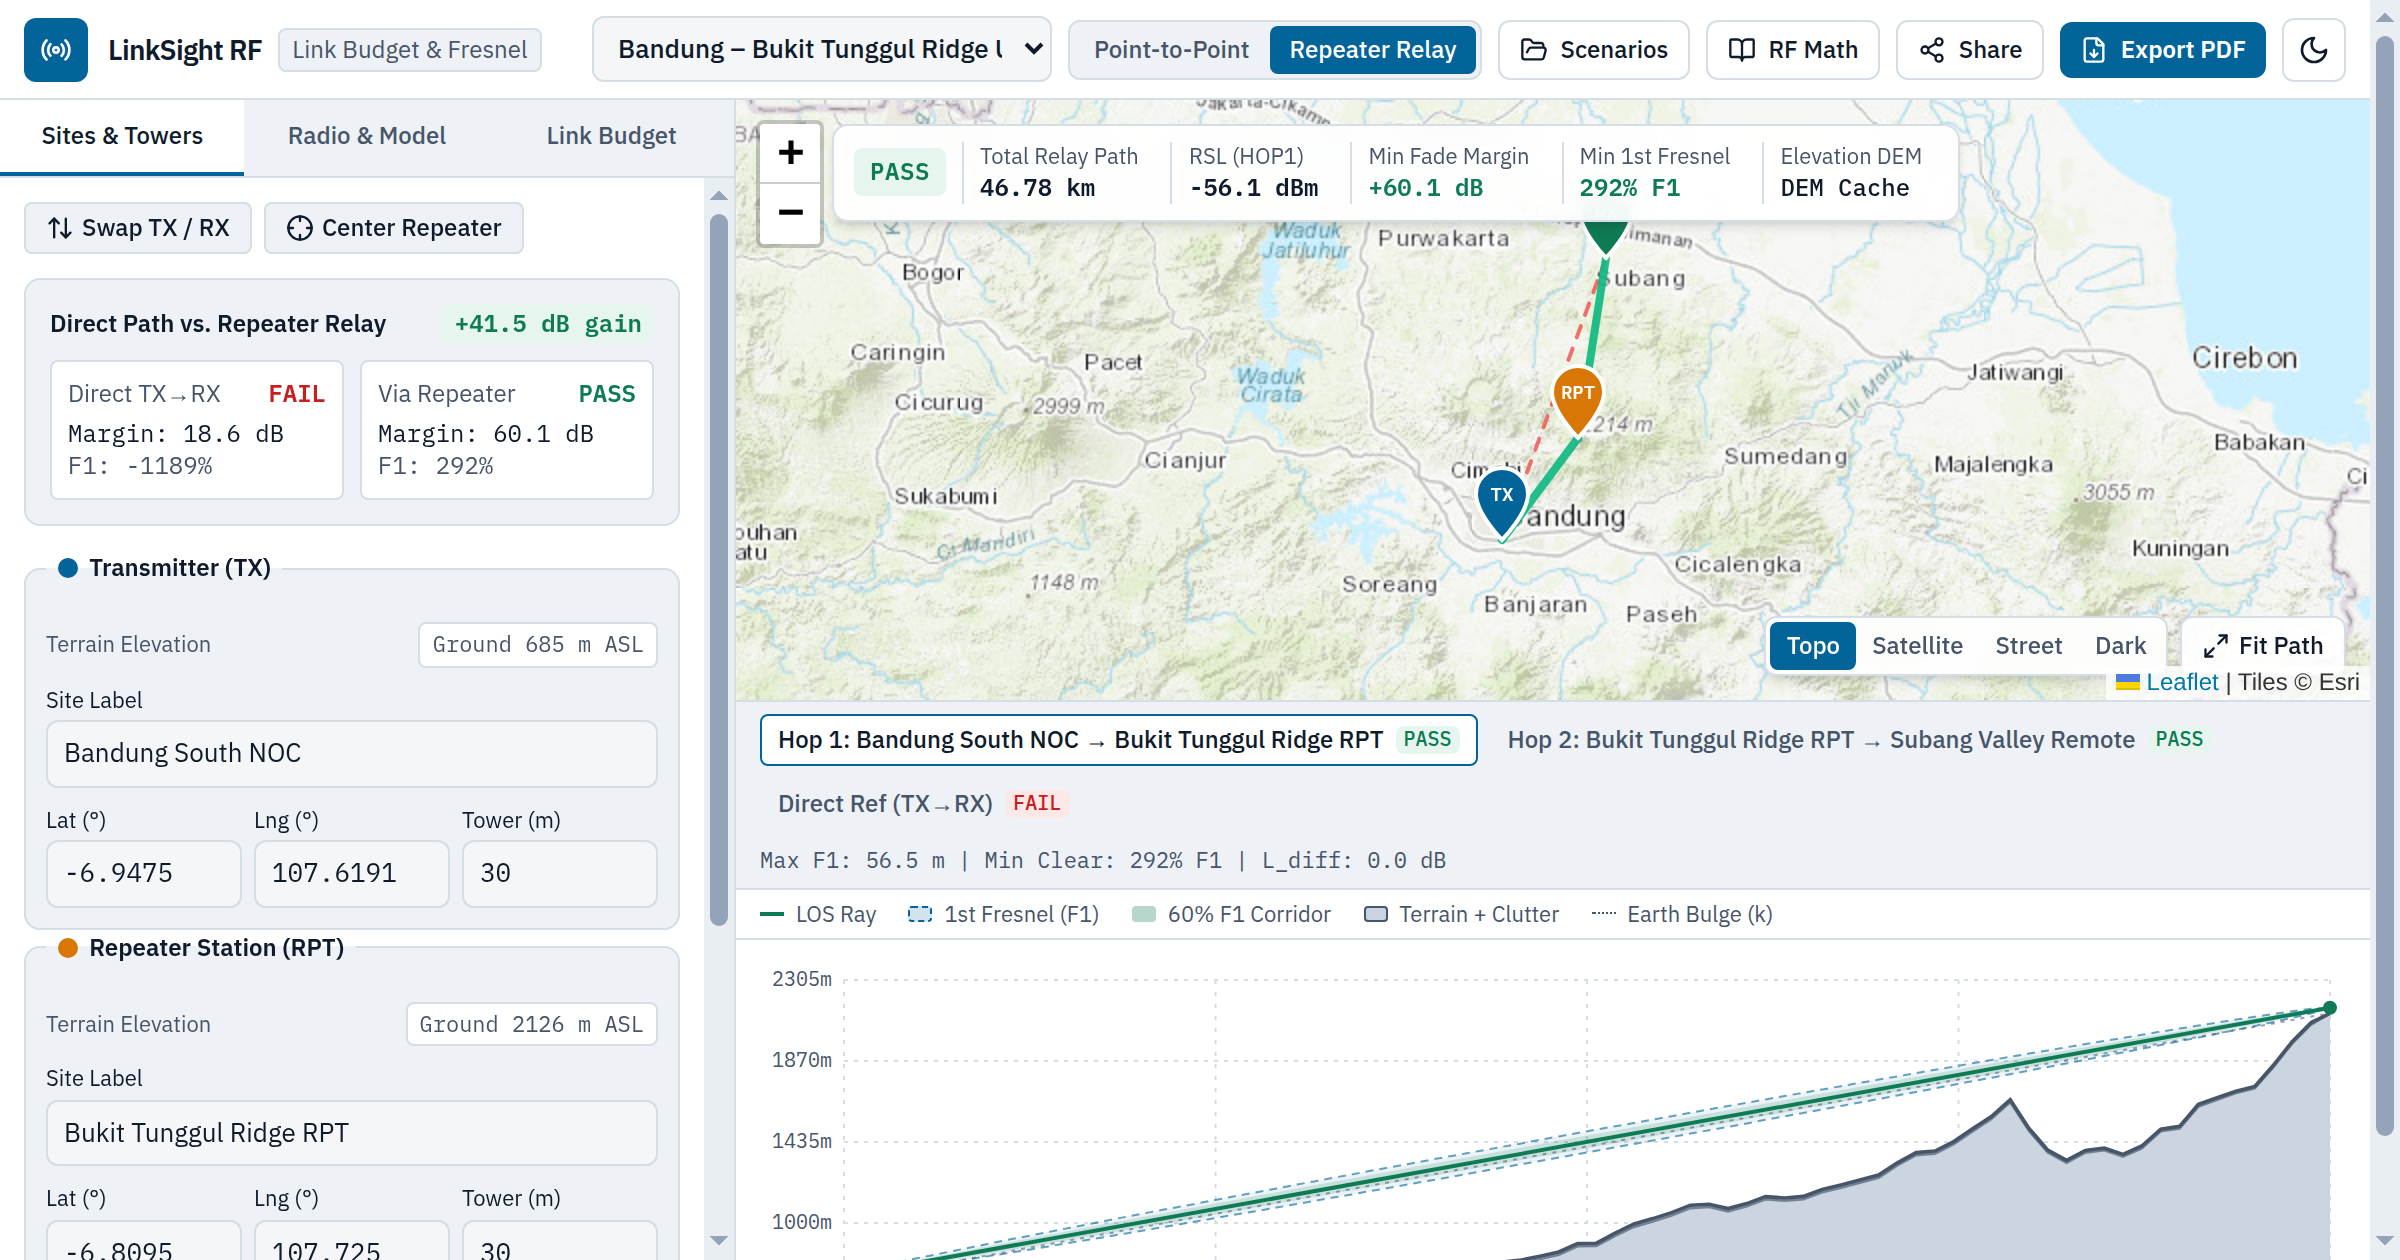 LinkSight RF
Link Budget & Fresnel
Bandung – Bukit Tunggul Ridge
Point-to-Point
Repeater Relay
Scenarios
RF Math
Share
Export PDF
Sites & Towers
Radio & Model
Link Budget
Swap TX / RX
Center Repeater
Direct Path vs. Repeater Relay
+41.5 dB gain
Direct TX→RX FAIL
Margin: 18.6 dB
F1: -1189%
Via Repeater PASS
Margin: 60.1 dB
F1: 292%
Transmitter (TX)
Terrain Elevation
Ground 685 m ASL
Site Label
Bandung South NOC
Lat (°) Lng (°) Tower (m)
-6.9475 107.6191 30
Repeater Station (RPT)
Terrain Elevation
Ground 2126 m ASL
Site Label
Bukit Tunggul Ridge RPT
Lat (°) Lng (°) Tower (m)
-6.8095 107.725 30
+
−
PASS
Total Relay Path
46.78 km
RSL (HOP1)
-56.1 dBm
Min Fade Margin
+60.1 dB
Min 1st Fresnel
292% F1
Elevation DEM
DEM Cache
Waduk
Jatiluhur
Purwakarta
Bogor
Subang
Caringin
Pacet
Waduk
Cirata
Cirebon
Jatiwangi
Cicurug
2999 m
RPT
Babakan
Cianjur
Sumedang
Majalengka
Sukabumi
TX
3055 m
Kuningan
Cicalengka
1148 m
Soreang
Banjaran
Paseh
Topo
Satellite
Street
Dark
Fit Path
Leaflet | Tiles © Esri
Hop 1: Bandung South NOC → Bukit Tunggul Ridge RPT PASS
Hop 2: Bukit Tunggul Ridge RPT → Subang Valley Remote PASS
Direct Ref (TX→RX) FAIL
Max F1: 56.5 m | Min Clear: 292% F1 | L_diff: 0.0 dB
LOS Ray
1st Fresnel (F1)
60% F1 Corridor
Terrain + Clutter
Earth Bulge (k)
2305m
1870m
1435m
1000m